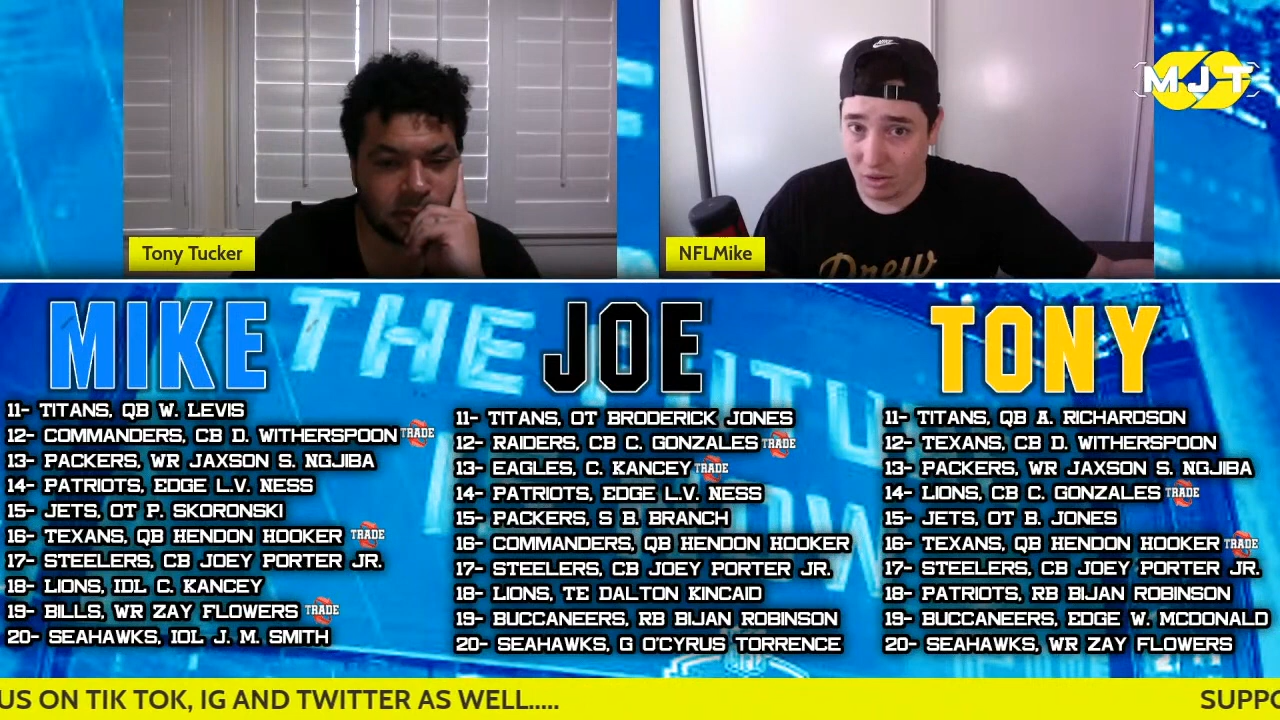 MJT
Tony Tucker
NFLMike
Drew
THE
MIKE
11- TITANS, QB W. LEVIS
12- COMMANDERS, CB D. WITHERSPOON TRADE
13- PACKERS, WR JAXSON S. NGJIBA
14- PATRIOTS, EDGE L.V. NESS
15- JETS, OT P. SKORONSKI
16- TEXANS, QB HENDON HOOKER TRADE
17- STEELERS, CB JOEY PORTER JR.
18- LIONS, IDL C. KANCEY
19- BILLS, WR ZAY FLOWERS TRADE
20- SEAHAWKS, IOL J. M. SMITH
JOE
11- TITANS, OT BRODERICK JONES
12- RAIDERS, CB C. GONZALES TRADE
13- EAGLES, C. KANCEY TRADE
14- PATRIOTS, EDGE L.V. NESS
15- PACKERS, S B. BRANCH
16- COMMANDERS, QB HENDON HOOKER
17- STEELERS, CB JOEY PORTER JR.
18- LIONS, TE DALTON KINCAID
19- BUCCANEERS, RB BIJAN ROBINSON
20- SEAHAWKS, G O'CYRUS TORRENCE
TONY
11- TITANS, QB A. RICHARDSON
12- TEXANS, CB D. WITHERSPOON
13- PACKERS, WR JAXSON S. NGJIBA
14- LIONS, CB C. GONZALES TRADE
15- JETS, OT B. JONES
16- TEXANS, QB HENDON HOOKER TRADE
17- STEELERS, CB JOEY PORTER JR.
18- PATRIOTS, RB BIJAN ROBINSON
19- BUCCANEERS, EDGE W. MCDONALD
20- SEAHAWKS, WR ZAY FLOWERS
US ON TIK TOK, IG AND TWITTER AS WELL.....
SUPPO